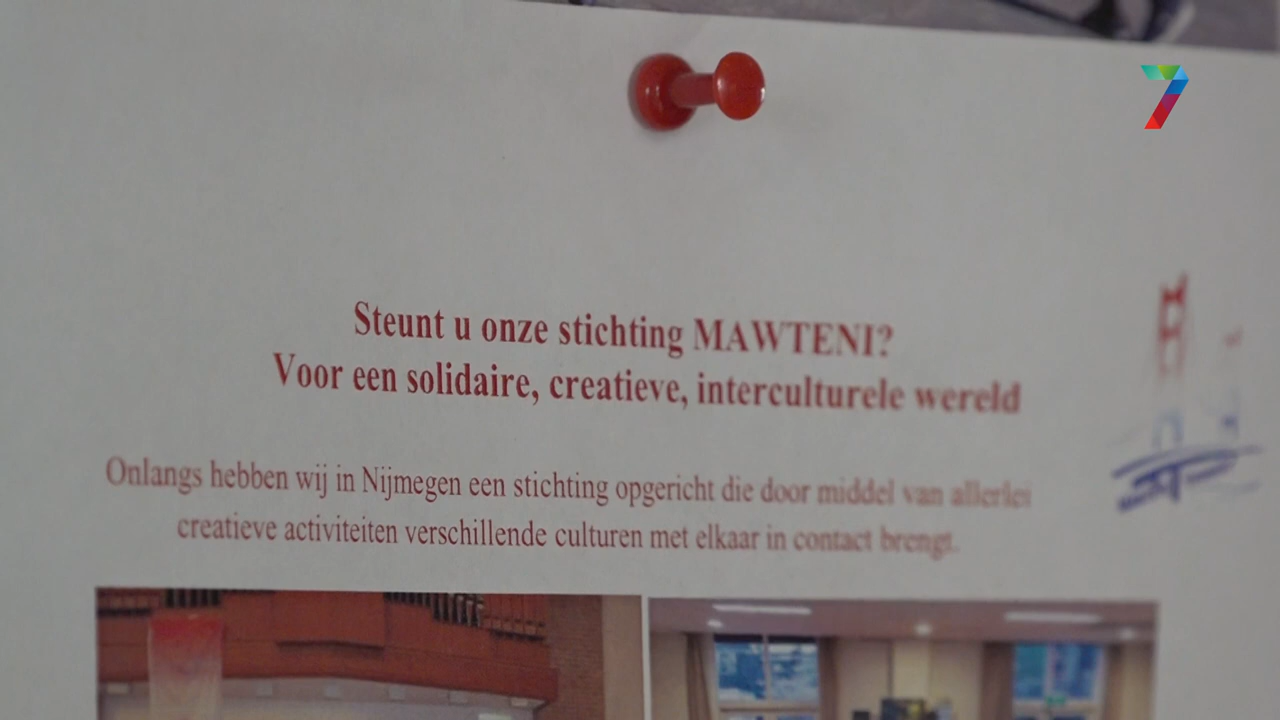 7
Steunt u onze stichting MAWTENI?
Voor een solidaire, creatieve, interculturele wereld
Onlangs hebben wij in Nijmegen een stichting opgericht die door middel van allerlei
creatieve activiteiten verschillende culturen met elkaar in contact brengt.